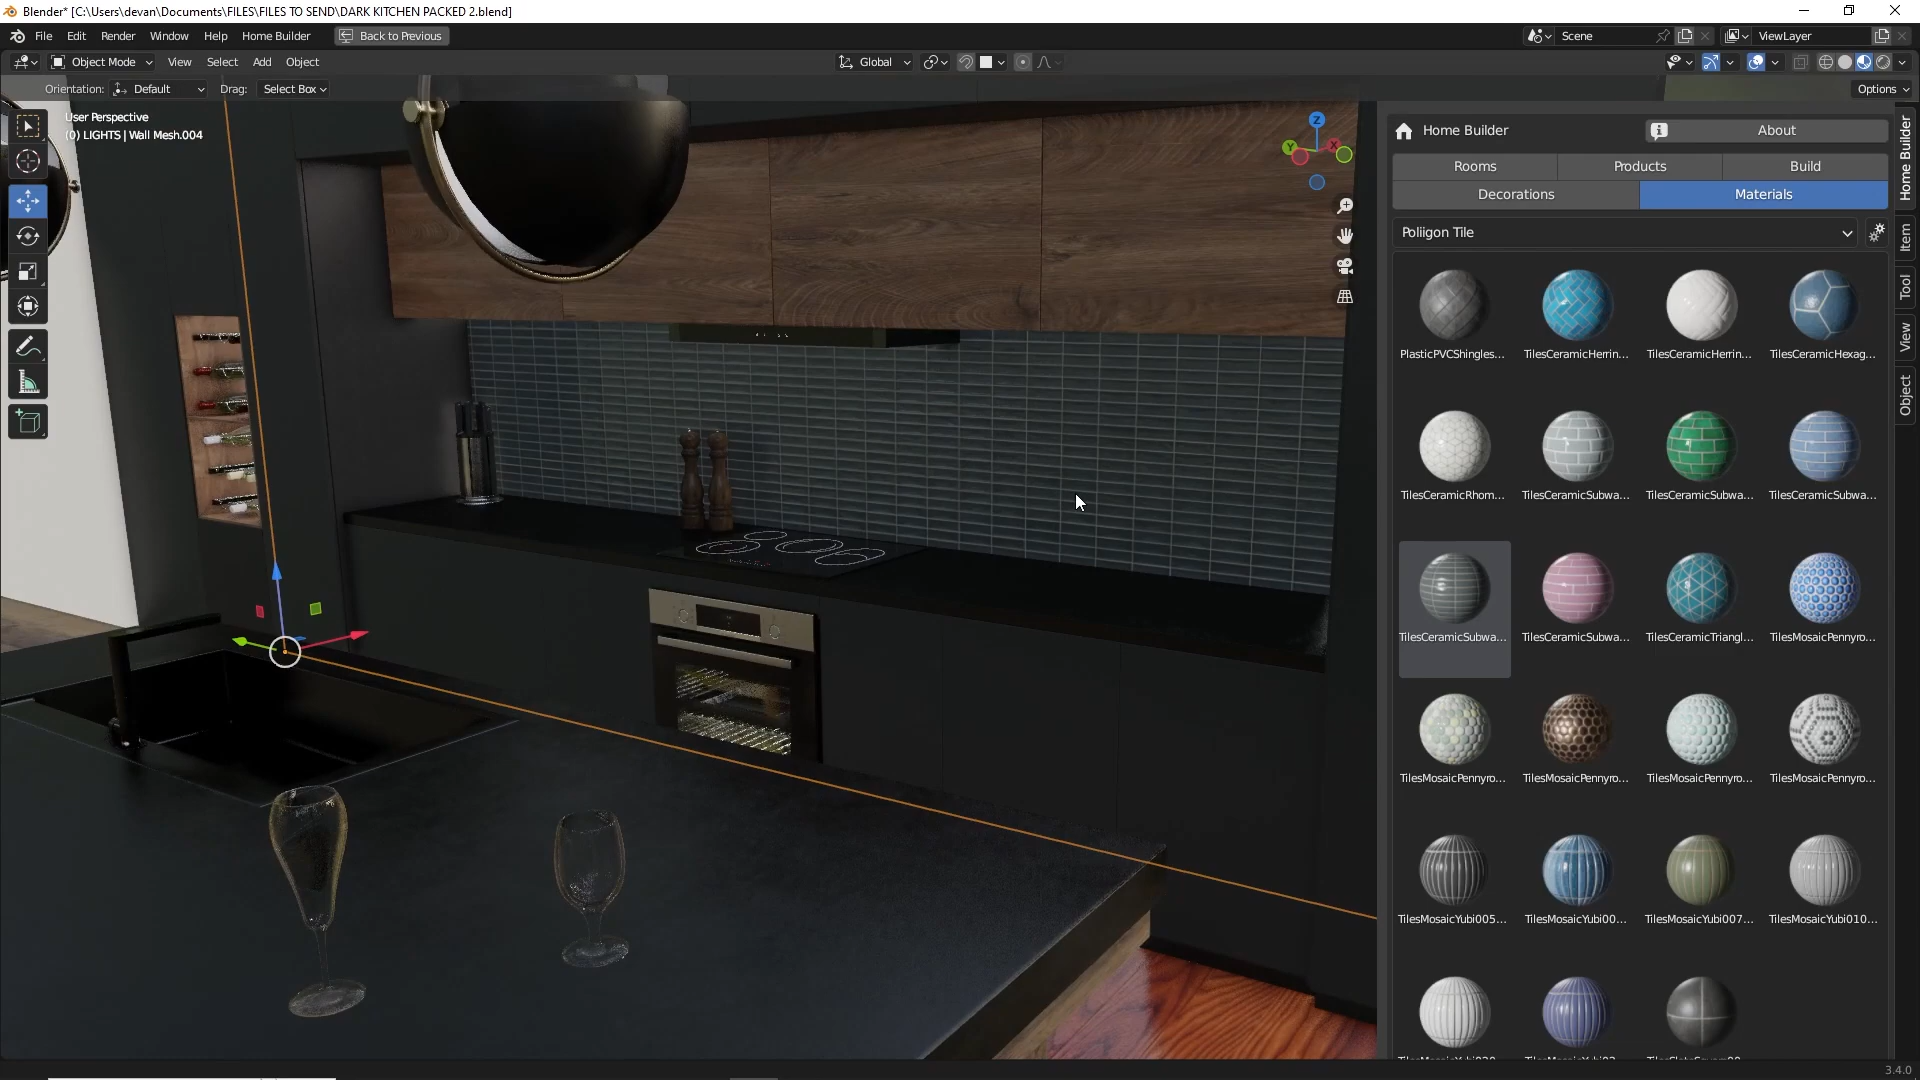 Blender* [C:\Users\devan\Documents\FILES\FILES TO SEND\DARK KITCHEN PACKED 2.blend]
File Edit Render Window Help Home Builder Back to Previous Scene ViewLayer
Object Mode View Select Add Object Global
Orientation: Default Drag: Select Box Options
User Perspective
(0) LIGHTS | Wall Mesh.004
Z
Y
X
Home Builder About
Rooms Products Build
Decorations Materials
Poliigon Tile
PlasticPVCShingles... TilesCeramicHerrin... TilesCeramicHerrin... TilesCeramicHexag...
TilesCeramicRhom... TilesCeramicSubwa... TilesCeramicSubwa... TilesCeramicSubwa...
TilesCeramicSubwa... TilesCeramicSubwa... TilesCeramicTriangl... TilesMosaicPennyro...
TilesMosaicPennyro... TilesMosaicPennyro... TilesMosaicPennyro... TilesMosaicPennyro...
TilesMosaicYubi005... TilesMosaicYubi00... TilesMosaicYubi007... TilesMosaicYubi010...
Home Builder
Item
Tool
View
Object
3.4.0